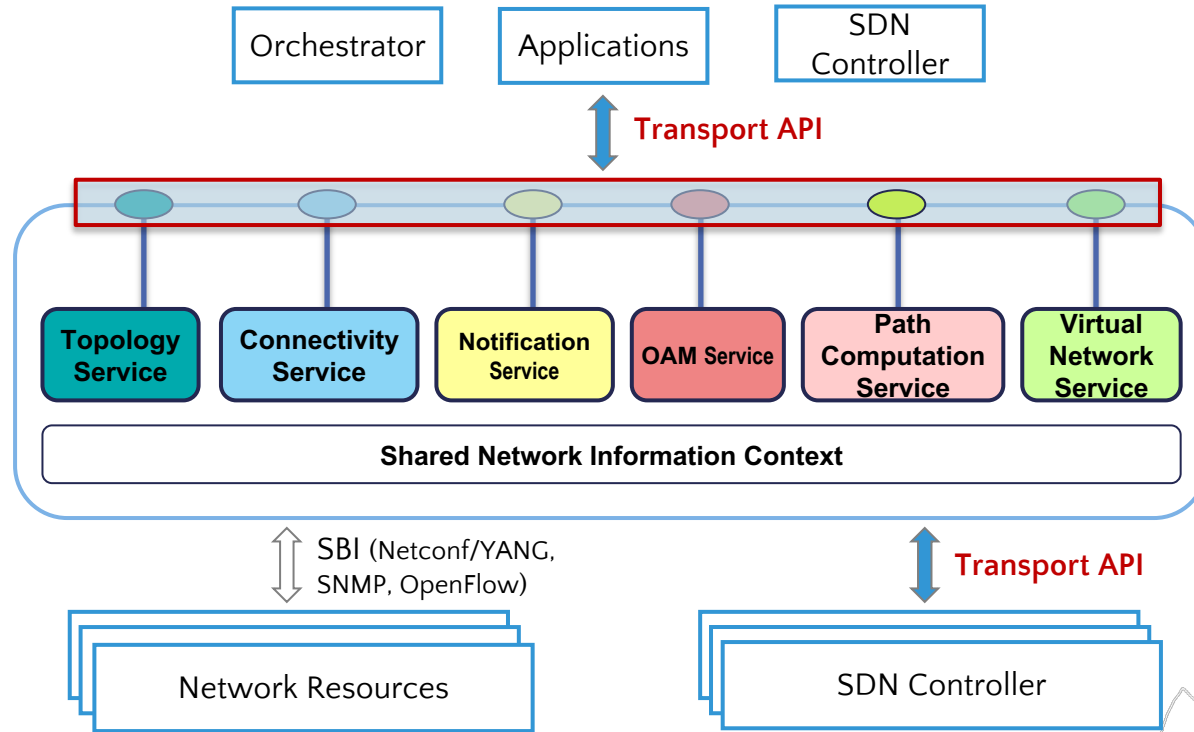 Orchestrator
Applications
SDN
Controller
Transport API
Topology
Service
Connectivity
Service
Notification
Service
OAM Service
Path
Computation
Service
Virtual
Network
Service
Shared Network Information Context
SBI (Netconf/YANG,
SNMP, OpenFlow)
Transport API
Network Resources
SDN Controller